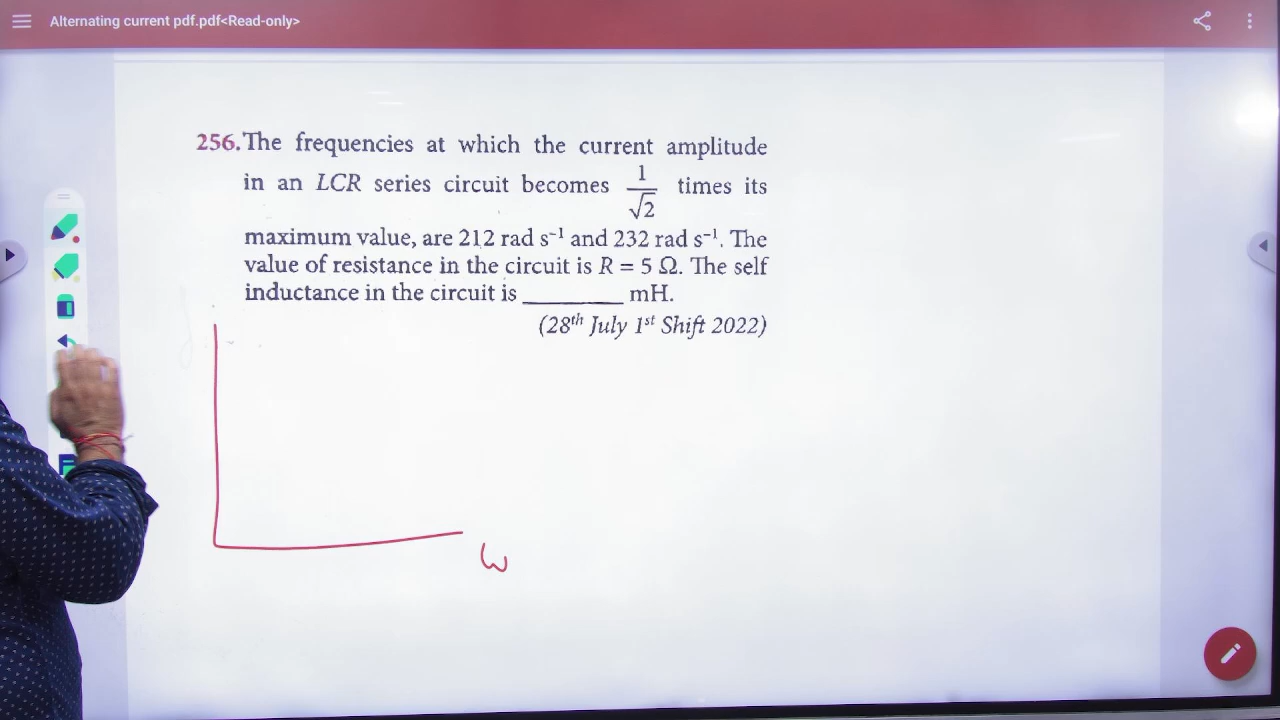 Alternating current pdf.pdf<Read-only>
256. The frequencies at which the current amplitude
in an LCR series circuit becomes 1/√2 times its
maximum value, are 212 rad s⁻¹ and 232 rad s⁻¹. The
value of resistance in the circuit is R = 5 Ω. The self
inductance in the circuit is ________ mH.
(28th July 1st Shift 2022)
ω